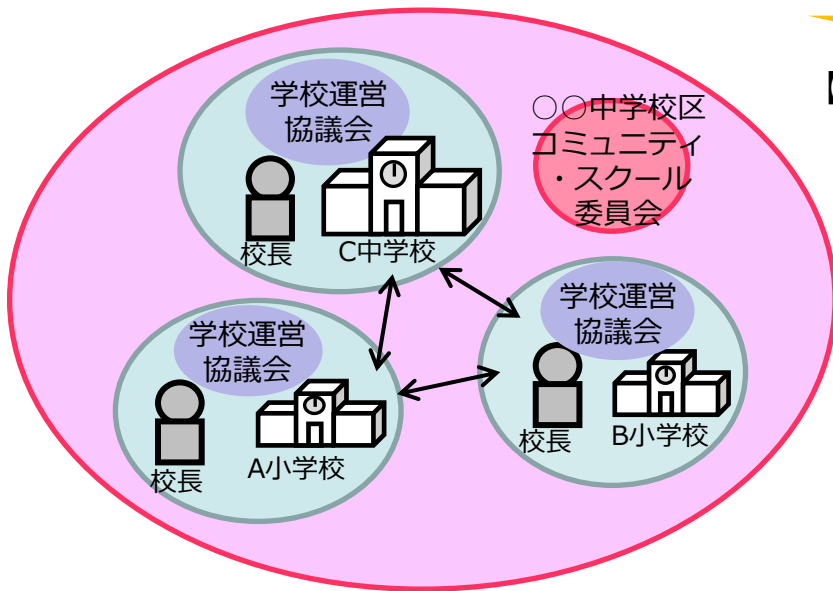 学校運営
協議会
校長
C中学校
○○中学校区
コミュニティ
・スクール
委員会
学校運営
協議会
校長
A小学校
学校運営
協議会
校長
B小学校
【